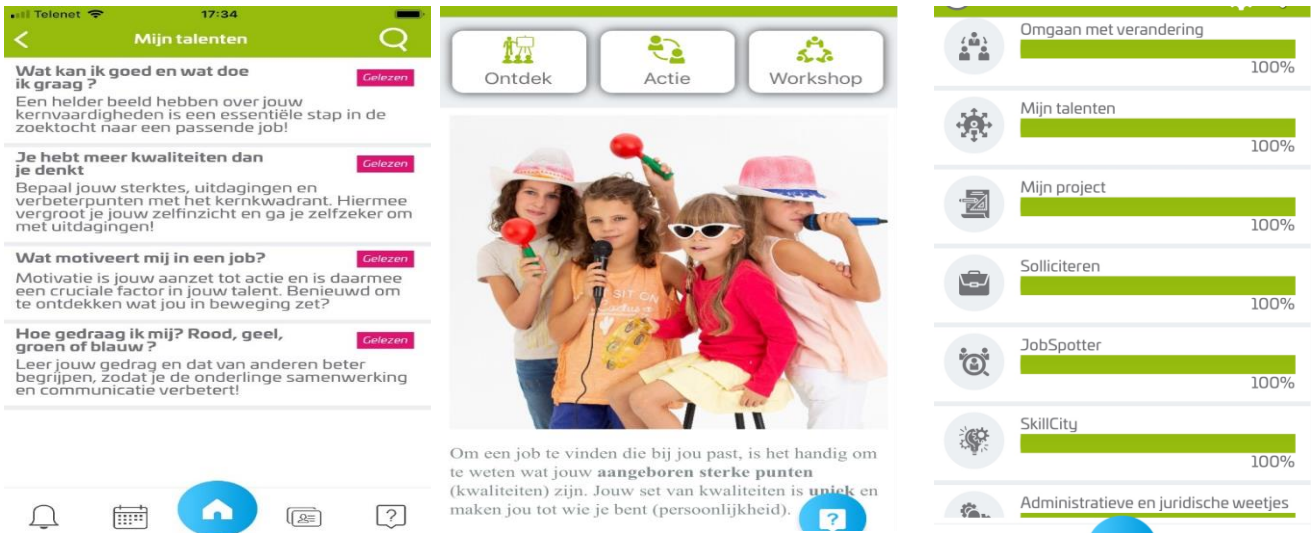 Telenet 17:34
Mijn talenten
Wat kan ik goed en wat doe
ik graag ?
Gelezen
Een helder beeld hebben over jouw
kernvaardigheden is een essentiële stap in de
zoektocht naar een passende job!
Je hebt meer kwaliteiten dan
je denkt
Gelezen
Bepaal jouw sterktes, uitdagingen en
verbeterpunten met het kernkwadrant. Hiermee
vergroot je jouw zelfinzicht en ga je zelfzeker om
met uitdagingen!
Wat motiveert mij in een job?
Gelezen
Motivatie is jouw aanzet tot actie en is daarmee
een cruciale factor in jouw talent. Benieuwd om
te ontdekken wat jou in beweging zet?
Hoe gedraag ik mij? Rood, geel,
groen of blauw ?
Gelezen
Leer jouw gedrag en dat van anderen beter
begrijpen, zodat je de onderlinge samenwerking
en communicatie verbetert!
?
Ontdek Actie Workshop
SIT ON
Cactus
Om een job te vinden die bij jou past, is het handig om
te weten wat jouw aangeboren sterke punten
(kwaliteiten) zijn. Jouw set van kwaliteiten is uniek en
maken jou tot wie je bent (persoonlijkheid).
?
Omgaan met verandering
100%
Mijn talenten
100%
Mijn project
100%
Solliciteren
100%
JobSpotter
100%
SkillCity
100%
Administratieve en juridische weetjes